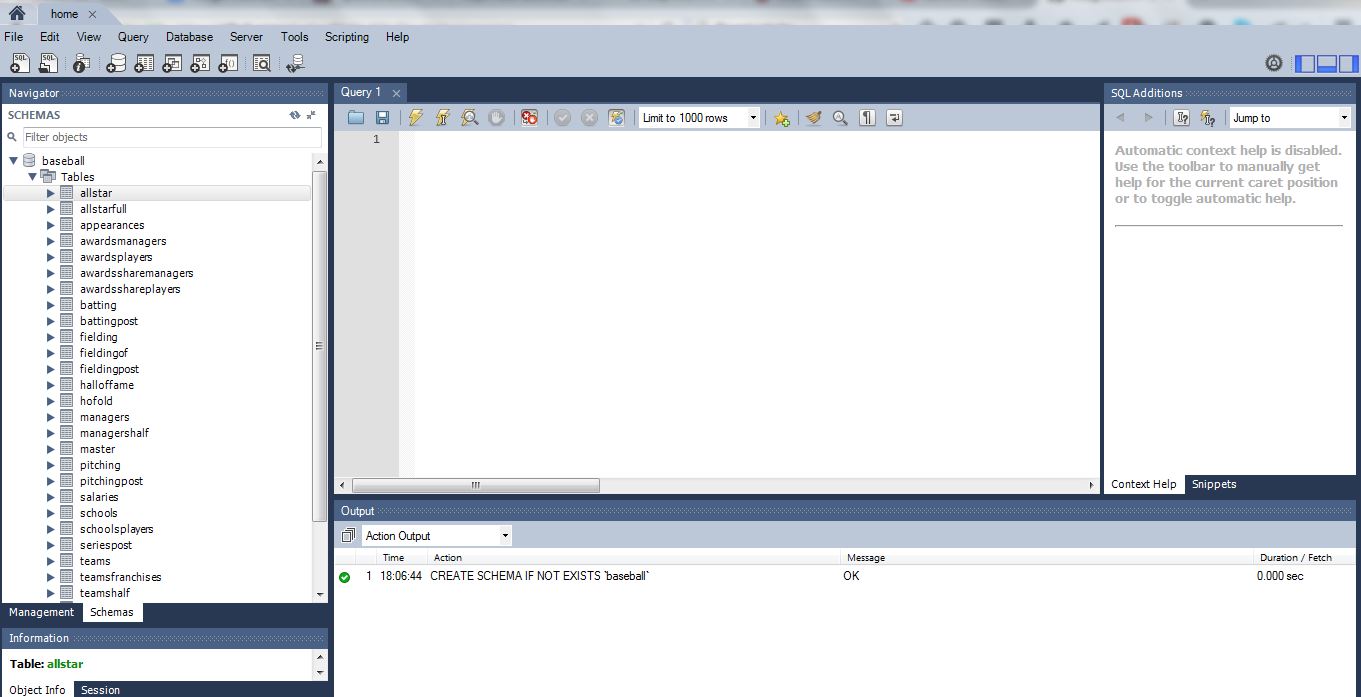 home
File Edit View Query Database Server Tools Scripting Help
Navigator
SCHEMAS
Filter objects
baseball
Tables
allstar
allstarfull
appearances
awardsmanagers
awardsplayers
awardssharemanagers
awardsshareplayers
batting
battingpost
fielding
fieldingof
fieldingpost
halloffame
hofold
managers
managershalf
master
pitching
pitchingpost
salaries
schools
schoolsplayers
seriespost
teams
teamsfranchises
teamshalf
Management Schemas
Information
Table: allstar
Object Info Session
Query 1
Limit to 1000 rows
1
SQL Additions
Jump to
Automatic context help is disabled.
Use the toolbar to manually get
help for the current caret position
or to toggle automatic help.
Context Help Snippets
Output
Action Output
Time Action Message Duration / Fetch
1 18:06:44 CREATE SCHEMA IF NOT EXISTS `baseball` OK 0.000 sec